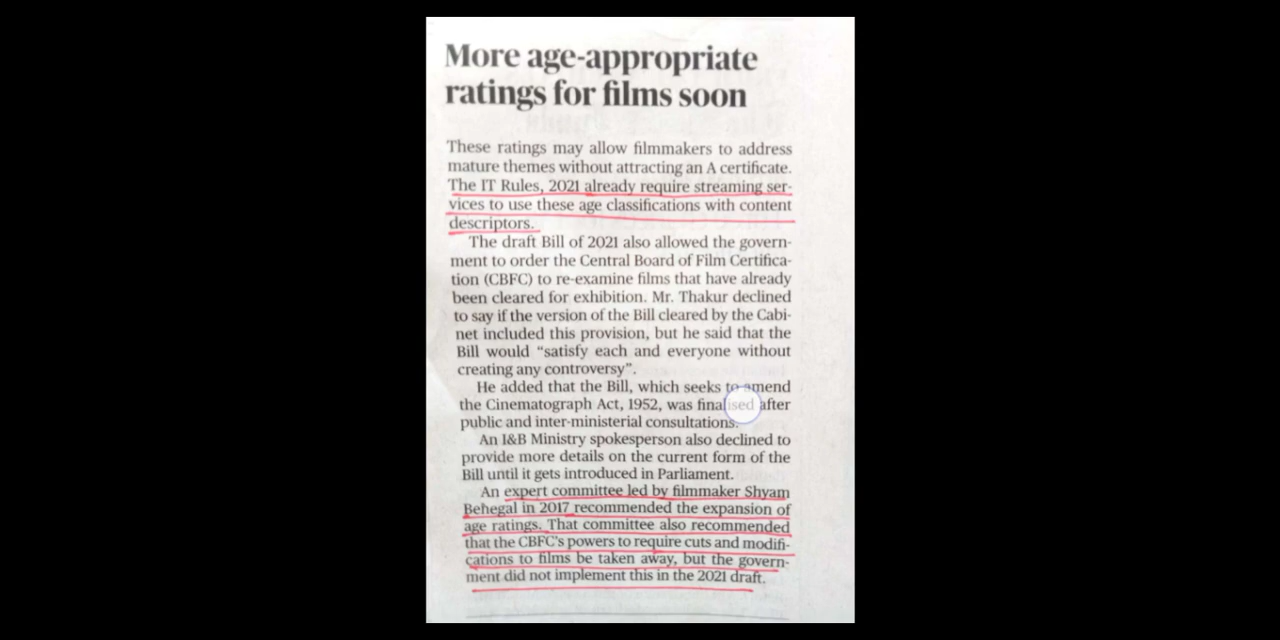 More age-appropriate
ratings for films soon
These ratings may allow filmmakers to address
mature themes without attracting an A certificate.
The IT Rules, 2021 already require streaming ser-
vices to use these age classifications with content
descriptors.
The draft Bill of 2021 also allowed the govern-
ment to order the Central Board of Film Certifica-
tion (CBFC) to re-examine films that have already
been cleared for exhibition. Mr. Thakur declined
to say if the version of the Bill cleared by the Cabi-
net included this provision, but he said that the
Bill would “satisfy each and everyone without
creating any controversy”.
He added that the Bill, which seeks to amend
the Cinematograph Act, 1952, was finalised after
public and inter-ministerial consultations.
An I&B Ministry spokesperson also declined to
provide more details on the current form of the
Bill until it gets introduced in Parliament.
An expert committee led by filmmaker Shyam
Behegal in 2017 recommended the expansion of
age ratings. That committee also recommended
that the CBFC’s powers to require cuts and modifi-
cations to films be taken away, but the govern-
ment did not implement this in the 2021 draft.